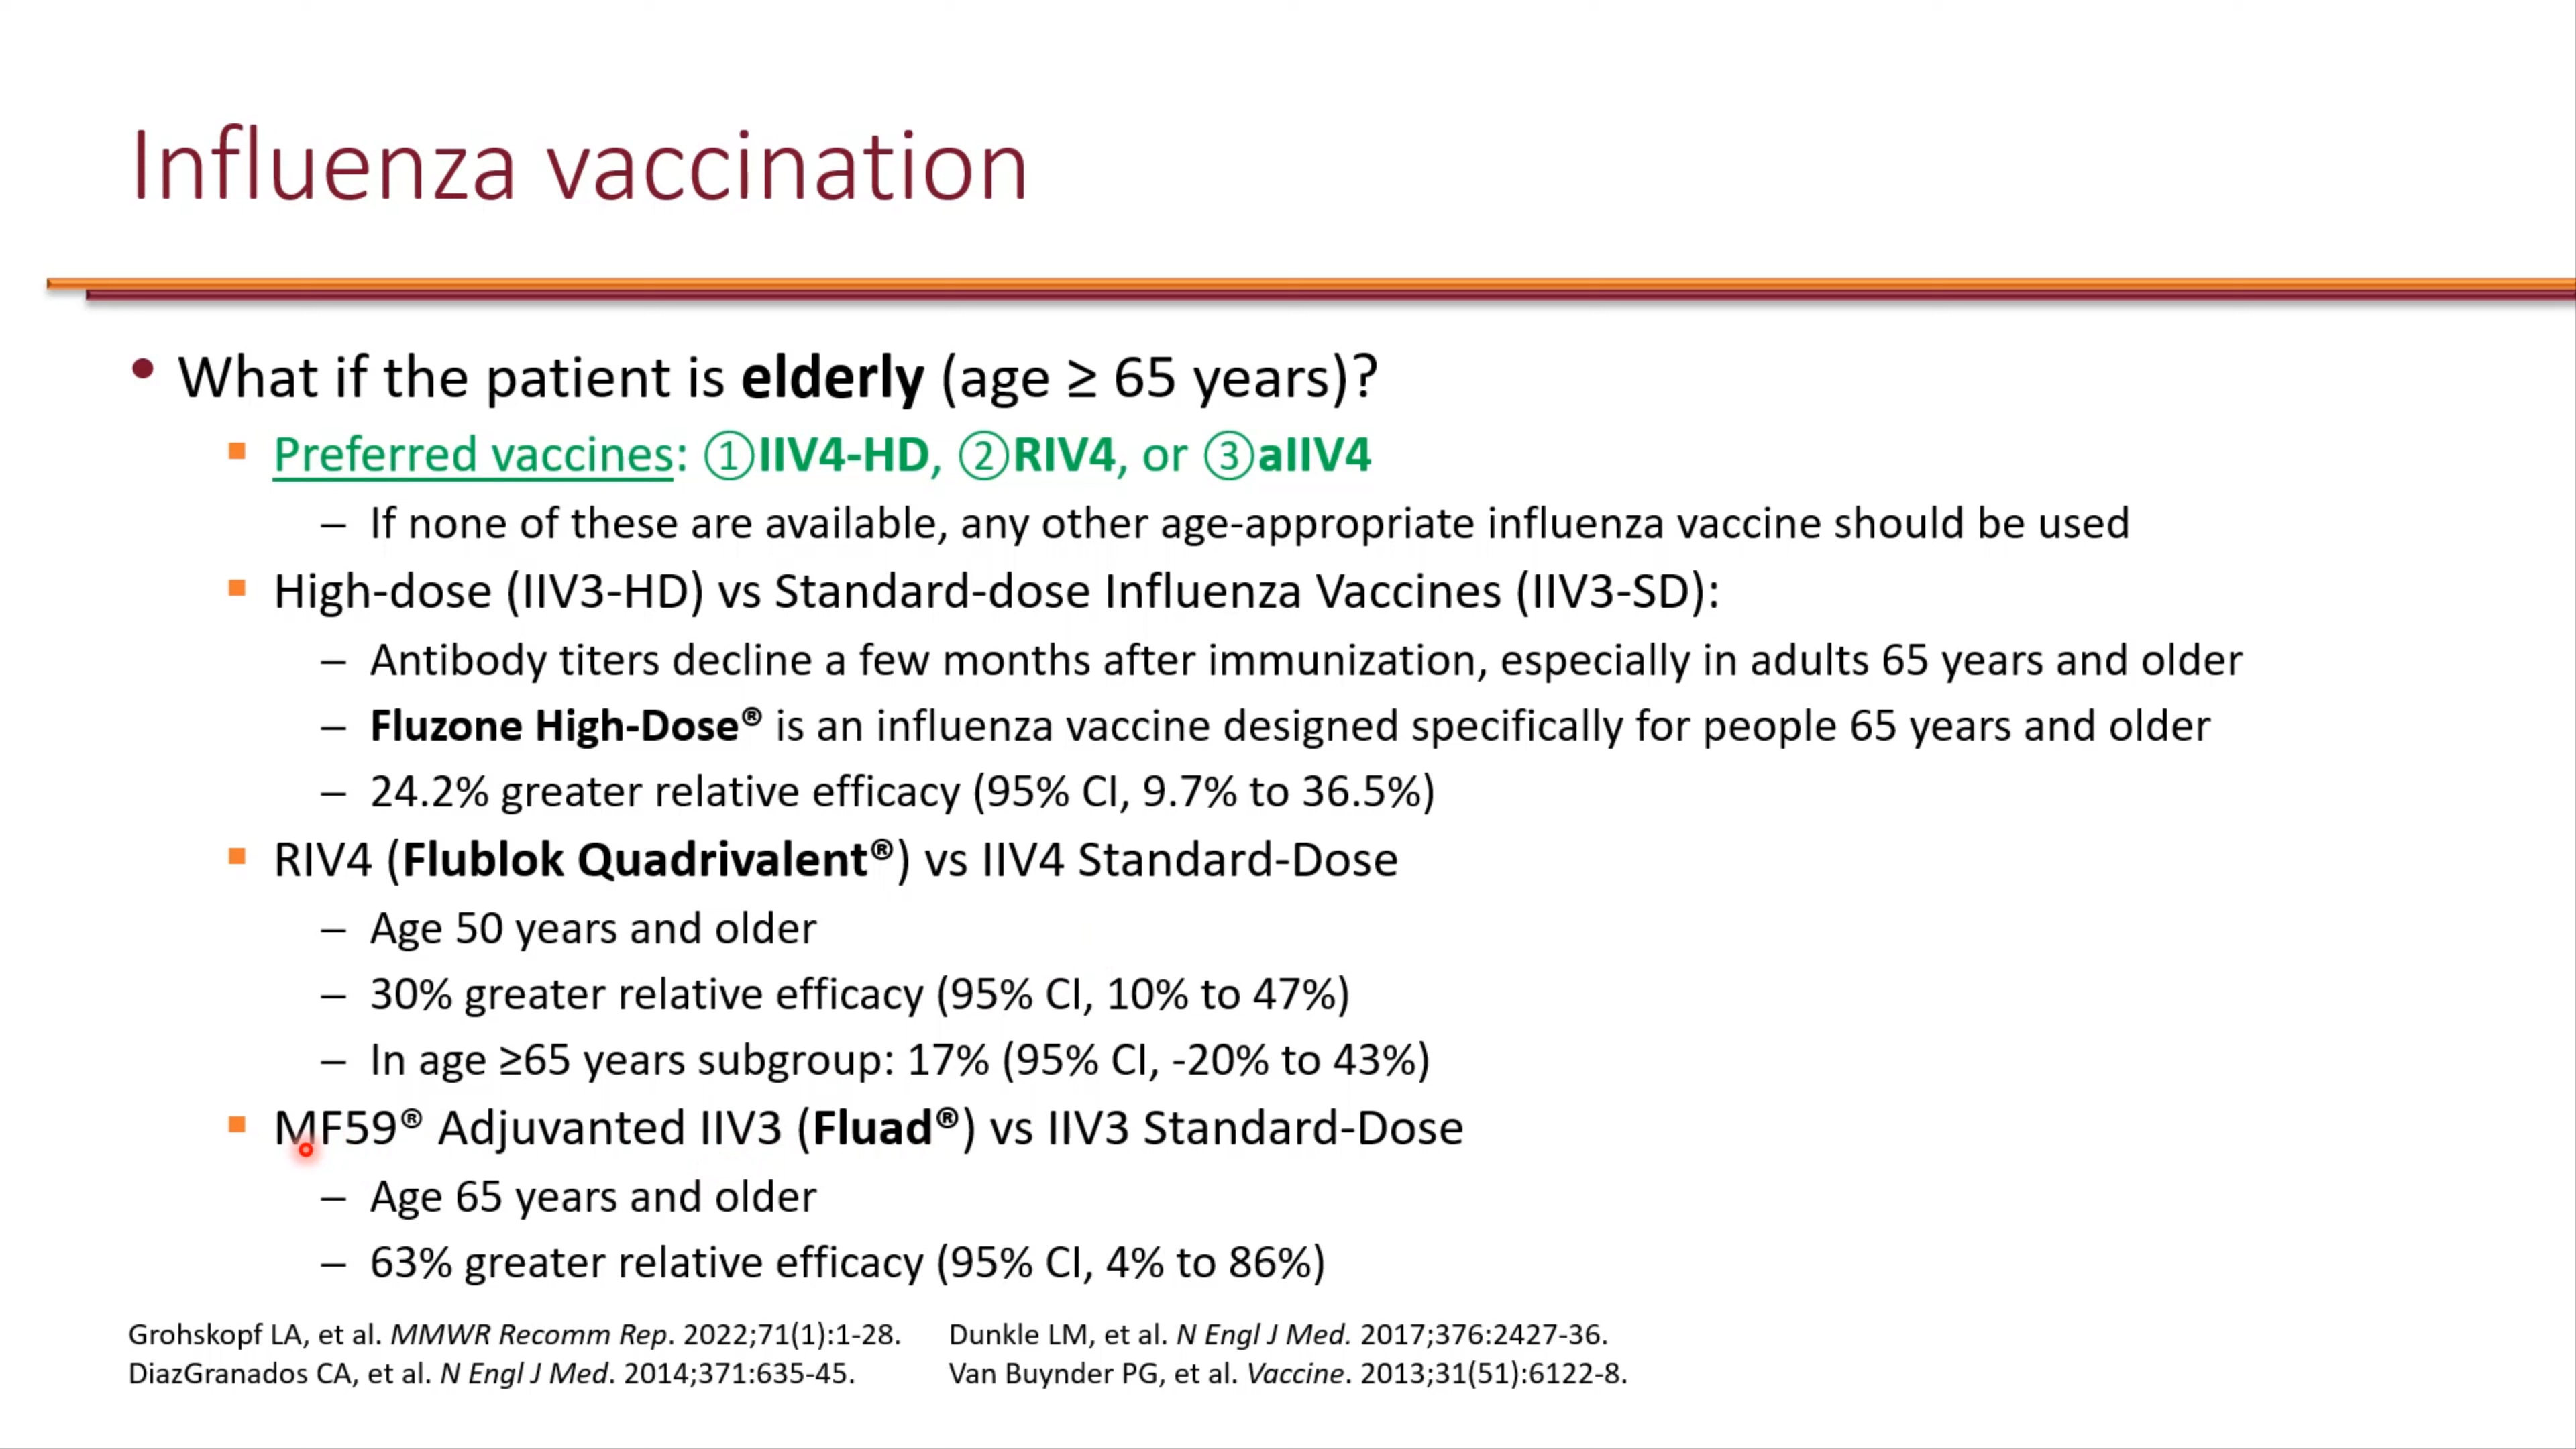 Influenza vaccination
• What if the patient is elderly (age ≥ 65 years)?
▪ Preferred vaccines: ①IIV4-HD, ②RIV4, or ③aIIV4
– If none of these are available, any other age-appropriate influenza vaccine should be used
▪ High-dose (IIV3-HD) vs Standard-dose Influenza Vaccines (IIV3-SD):
– Antibody titers decline a few months after immunization, especially in adults 65 years and older
– Fluzone High-Dose® is an influenza vaccine designed specifically for people 65 years and older
– 24.2% greater relative efficacy (95% CI, 9.7% to 36.5%)
▪ RIV4 (Flublok Quadrivalent®) vs IIV4 Standard-Dose
– Age 50 years and older
– 30% greater relative efficacy (95% CI, 10% to 47%)
– In age ≥65 years subgroup: 17% (95% CI, -20% to 43%)
▪ MF59® Adjuvanted IIV3 (Fluad®) vs IIV3 Standard-Dose
– Age 65 years and older
– 63% greater relative efficacy (95% CI, 4% to 86%)
Grohskopf LA, et al. MMWR Recomm Rep. 2022;71(1):1-28.
DiazGranados CA, et al. N Engl J Med. 2014;371:635-45.
Dunkle LM, et al. N Engl J Med. 2017;376:2427-36.
Van Buynder PG, et al. Vaccine. 2013;31(51):6122-8.